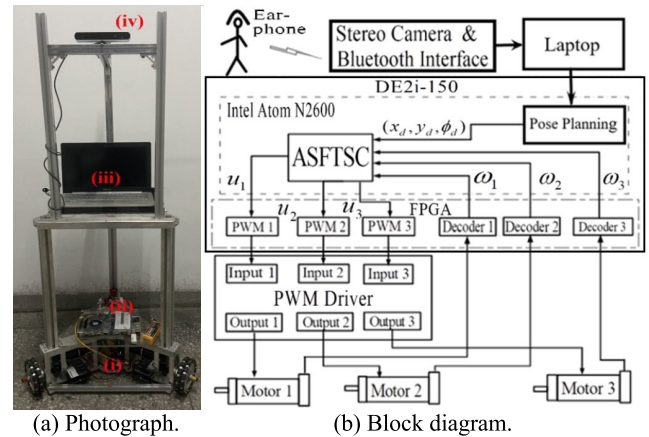 (iv)
(iii)
(ii)
(i)
(a) Photograph.
Ear-
phone
Stereo Camera &
Bluetooth Interface
Laptop
DE2i-150
Intel Atom N2600
(x_d, y_d, ϕ_d)
Pose Planning
ASFTSC
u_1
u_2
u_3
ω_1
ω_2
ω_3
FPGA
PWM 1
PWM 2
PWM 3
Decoder 1
Decoder 2
Decoder 3
Input 1
Input 2
Input 3
PWM Driver
Output 1
Output 2
Output 3
Motor 1
Motor 2
Motor 3
(b) Block diagram.